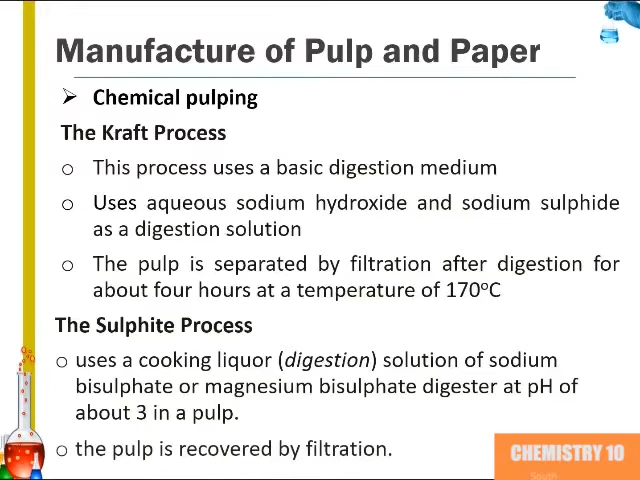 Manufacture of Pulp and Paper
➢ Chemical pulping
The Kraft Process
o This process uses a basic digestion medium
o Uses aqueous sodium hydroxide and sodium sulphide
as a digestion solution
o The pulp is separated by filtration after digestion for
about four hours at a temperature of 170°C
The Sulphite Process
o uses a cooking liquor (digestion) solution of sodium
bisulphate or magnesium bisulphate digester at pH of
about 3 in a pulp.
o the pulp is recovered by filtration.
CHEMISTRY 10